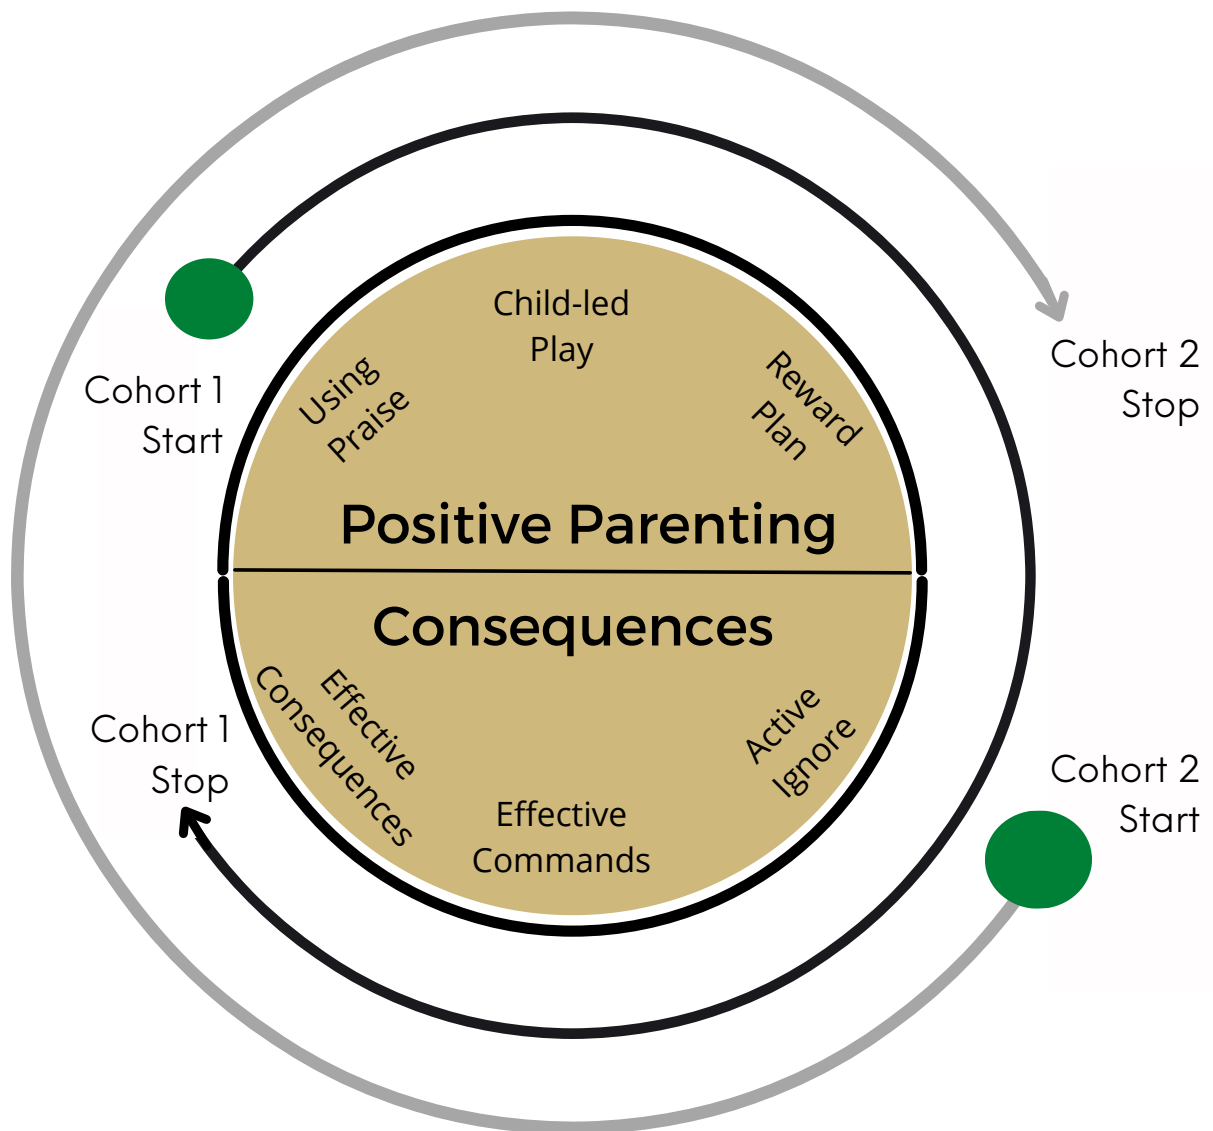 Child-led
Play
Using
Praise
Reward
Plan
Cohort 1
Start
Cohort 2
Stop
Positive Parenting
Consequences
Effective
Consequences
Active
Ignore
Effective
Commands
Cohort 1
Stop
Cohort 2
Start